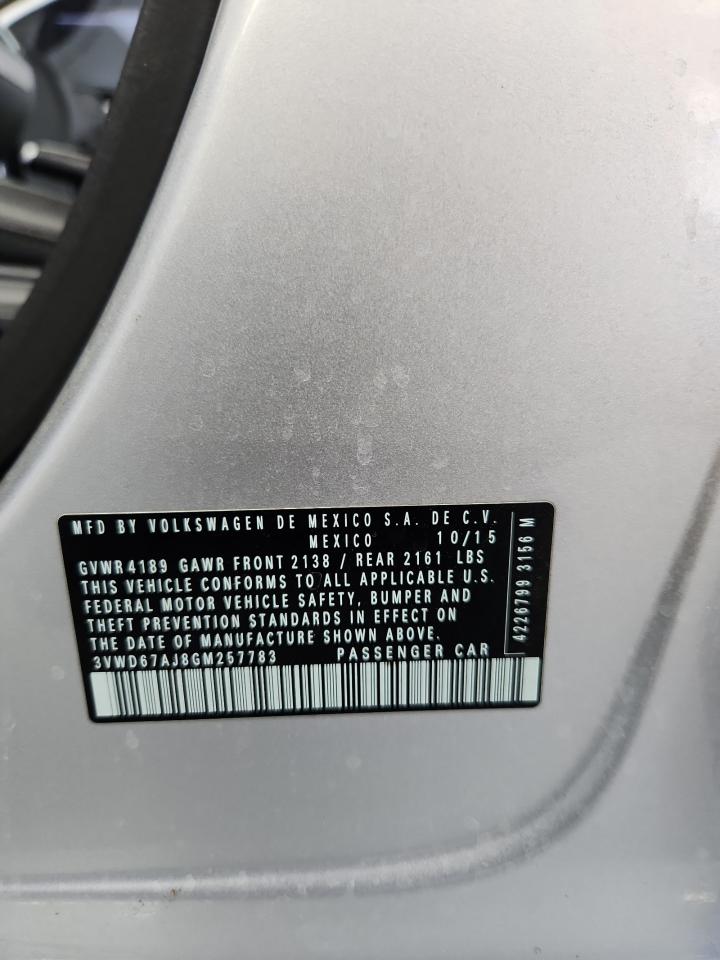 MFD BY VOLKSWAGEN DE MEXICO S.A. DE C.V.
MEXICO 10/15
GVWR 4189 GAWR FRONT 2138 / REAR 2161 LBS
THIS VEHICLE CONFORMS TO ALL APPLICABLE U.S.
FEDERAL MOTOR VEHICLE SAFETY, BUMPER AND
THEFT PREVENTION STANDARDS IN EFFECT ON
THE DATE OF MANUFACTURE SHOWN ABOVE.
3VWD67AJ8GM257783 PASSENGER CAR
4226799 3156 M